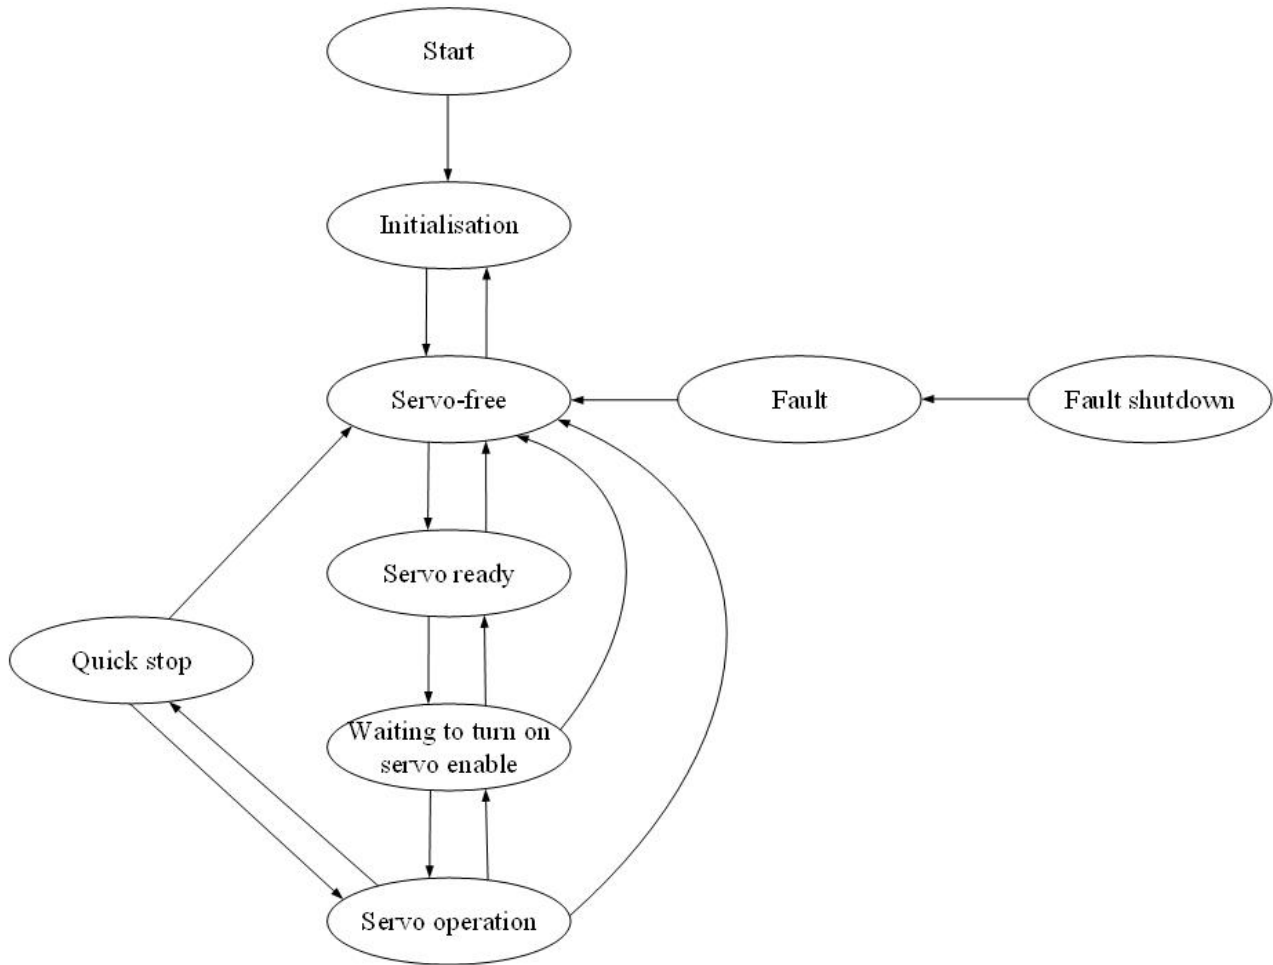 Start
Initialisation
Servo-free
Fault
Fault shutdown
Servo ready
Quick stop
Waiting to turn on
servo enable
Servo operation